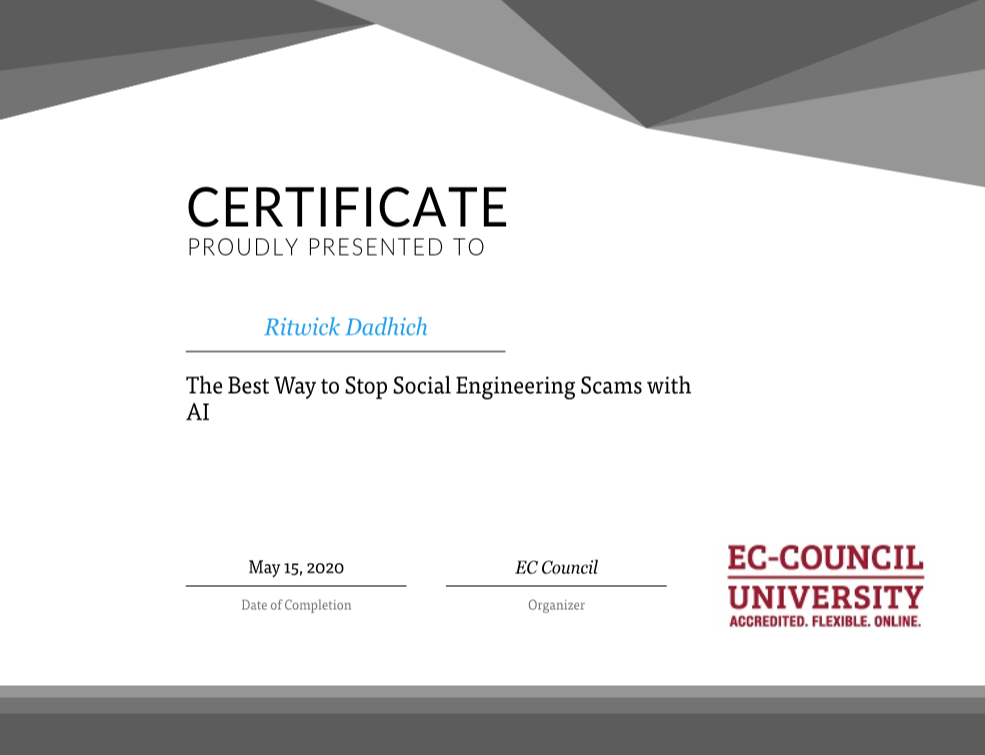 CERTIFICATE
PROUDLY PRESENTED TO
Ritwick Dadhich
The Best Way to Stop Social Engineering Scams with
AI
May 15, 2020
Date of Completion
EC Council
Organizer
EC-COUNCIL
UNIVERSITY
ACCREDITED. FLEXIBLE. ONLINE.